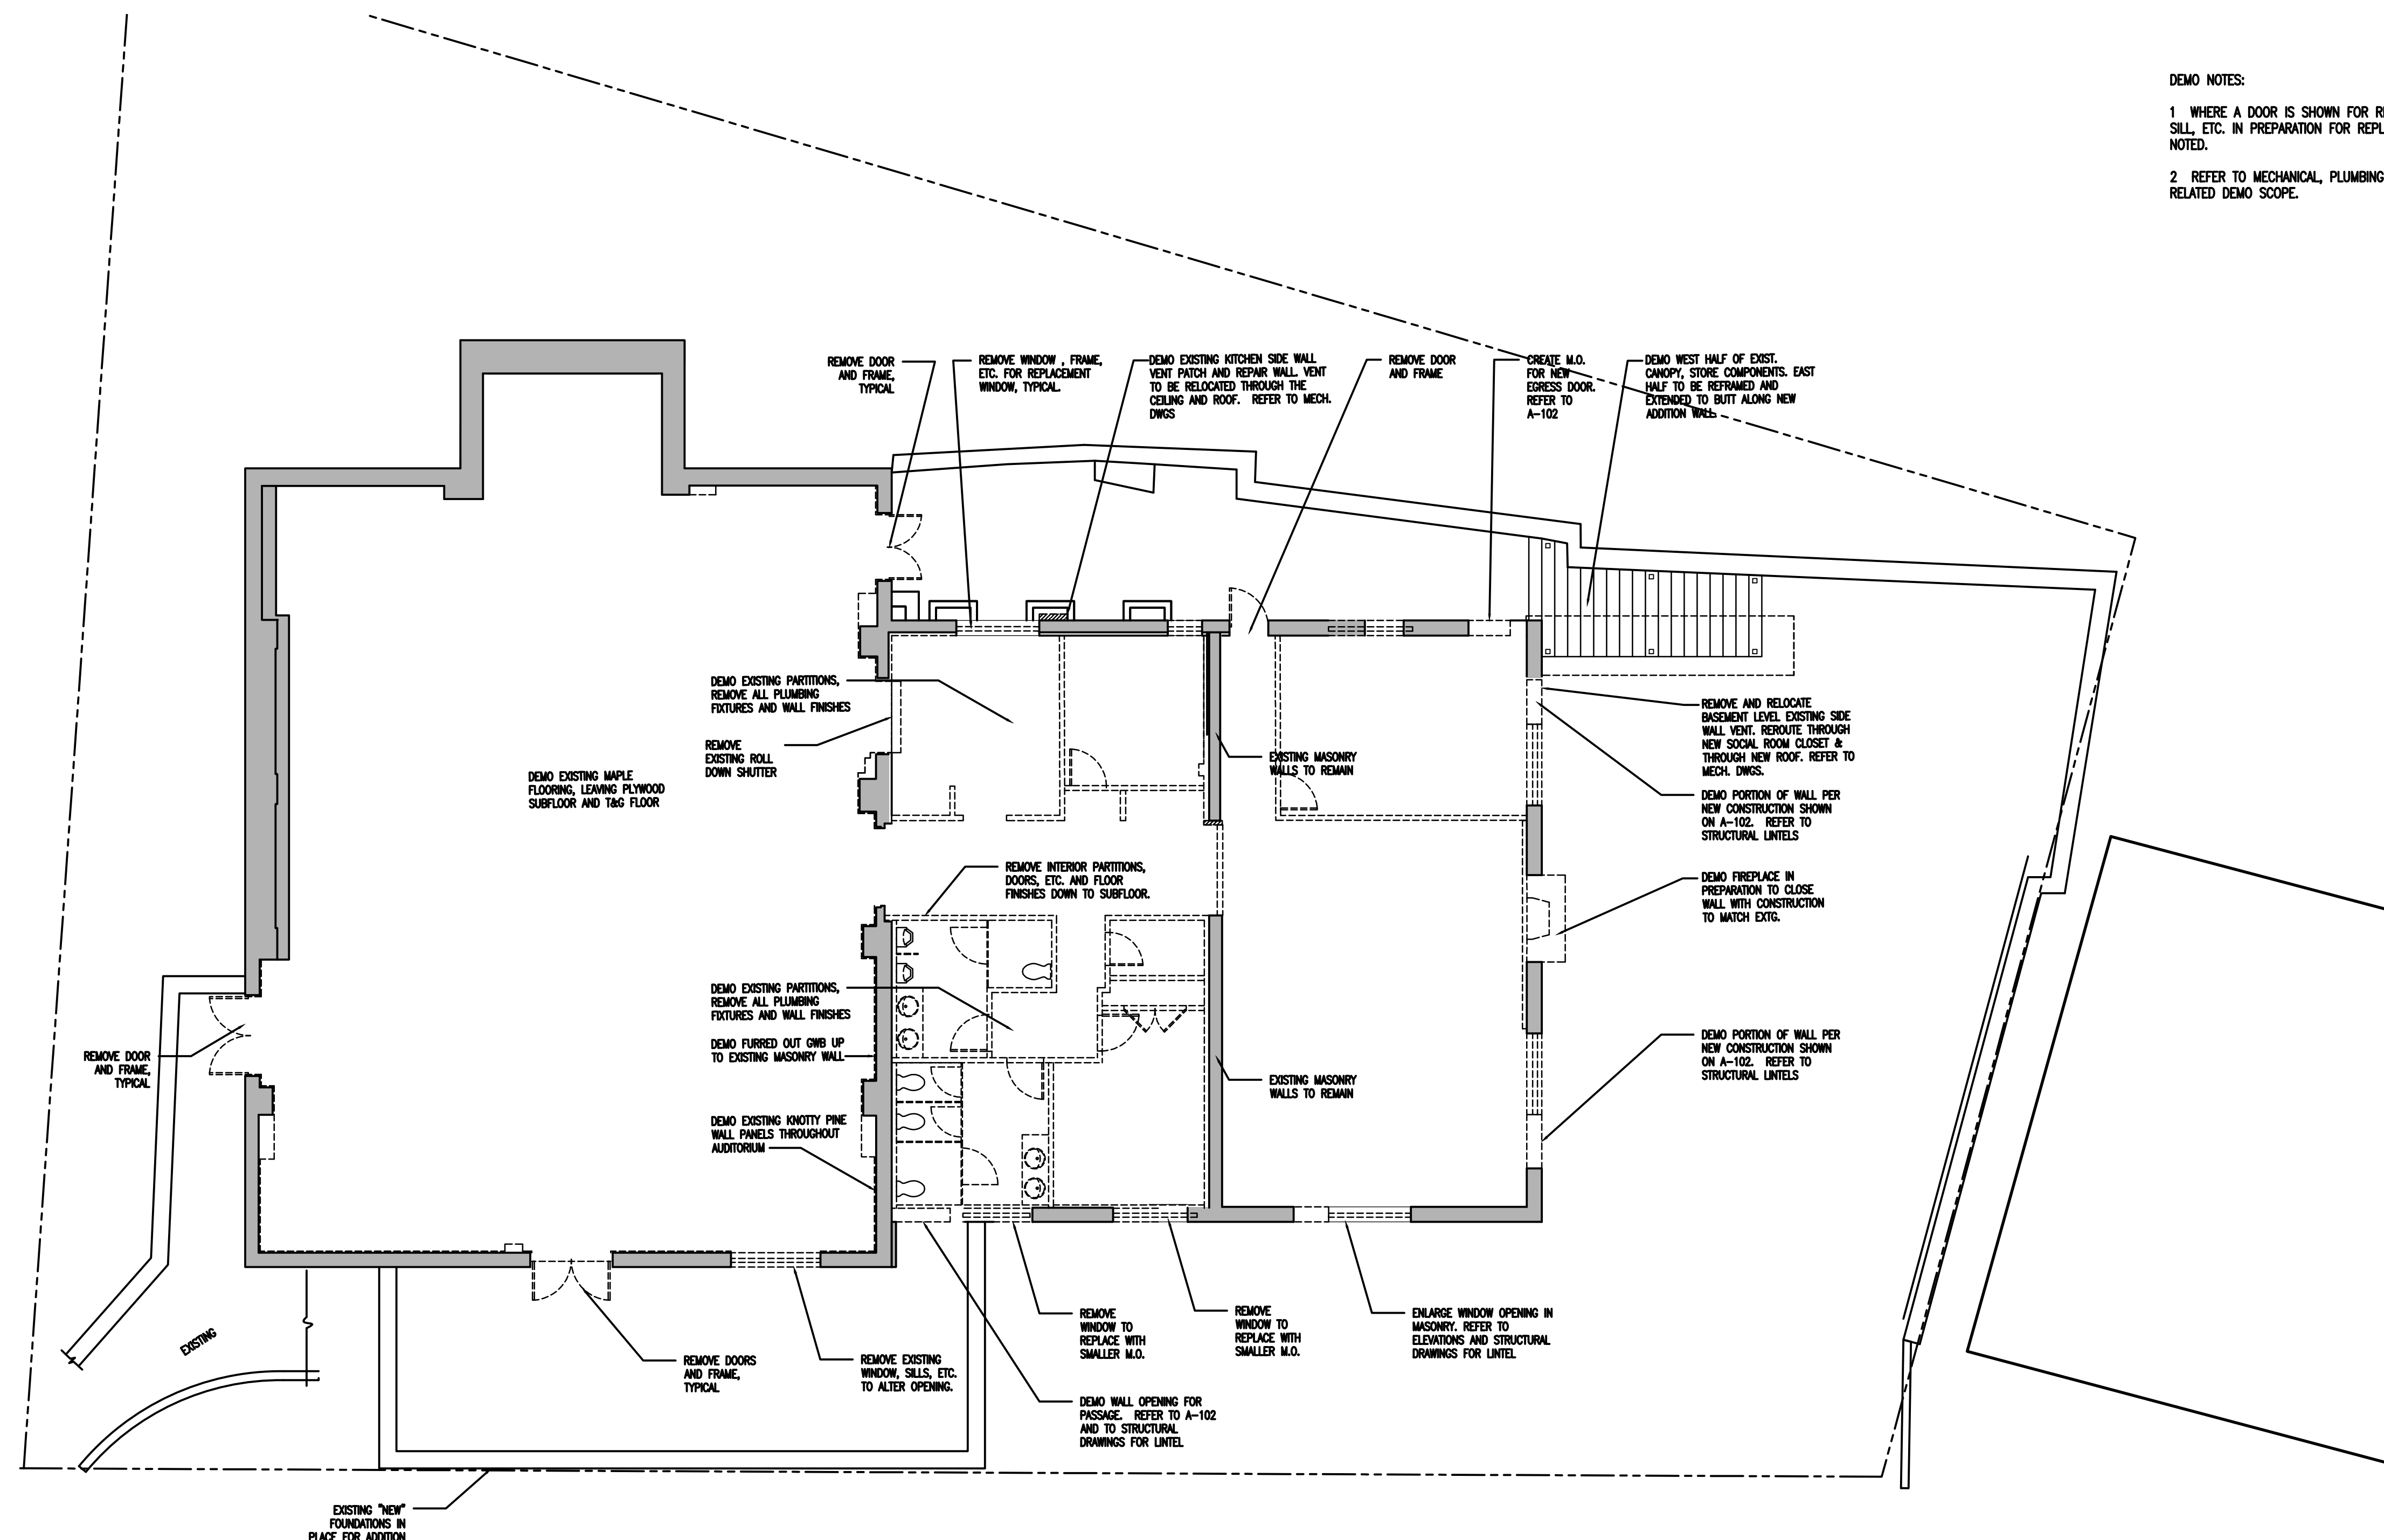 DEMO NOTES:
1 WHERE A DOOR IS SHOWN FOR
SILL, ETC. IN PREPARATION FOR
NOTED.
2 REFER TO MECHANICAL, PLUMBING
RELATED DEMO SCOPE.
REMOVE DOOR
AND FRAME,
TYPICAL
REMOVE WINDOW , FRAME,
ETC. FOR REPLACEMENT
WINDOW, TYPICAL.
DEMO EXISTING KITCHEN SIDE WALL
VENT PATCH AND REPAIR WALL. VENT
TO BE RELOCATED THROUGH THE
CEILING AND ROOF. REFER TO MECH.
DWGS
REMOVE DOOR
AND FRAME
CREATE M.O.
FOR NEW
EGRESS DOOR.
REFER TO
A-102
DEMO WEST HALF OF EXIST.
CANOPY, STORE COMPONENTS. EAST
HALF TO BE REFRAMED AND
EXTENDED TO BUTT ALONG NEW
ADDITION WALL.
DEMO EXISTING PARTITIONS,
REMOVE ALL PLUMBING
FIXTURES AND WALL FINISHES
REMOVE
EXISTING ROLL
DOWN SHUTTER
DEMO EXISTING MAPLE
FLOORING, LEAVING PLYWOOD
SUBFLOOR AND T&G FLOOR
EXISTING MASONRY
WALLS TO REMAIN
REMOVE AND RELOCATE
BASEMENT LEVEL EXISTING SIDE
WALL VENT. REROUTE THROUGH
NEW SOCIAL ROOM CLOSET &
THROUGH NEW ROOF. REFER TO
MECH. DWGS.
DEMO PORTION OF WALL PER
NEW CONSTRUCTION SHOWN
ON A-102. REFER TO
STRUCTURAL LINTELS
REMOVE INTERIOR PARTITIONS,
DOORS, ETC. AND FLOOR
FINISHES DOWN TO SUBFLOOR.
DEMO FIREPLACE IN
PREPARATION TO CLOSE
WALL WITH CONSTRUCTION
TO MATCH EXTG.
DEMO EXISTING PARTITIONS,
REMOVE ALL PLUMBING
FIXTURES AND WALL FINISHES
DEMO FURRED OUT GWB UP
TO EXISTING MASONRY WALL
REMOVE DOOR
AND FRAME,
TYPICAL
EXISTING MASONRY
WALLS TO REMAIN
DEMO PORTION OF WALL PER
NEW CONSTRUCTION SHOWN
ON A-102. REFER TO
STRUCTURAL LINTELS
DEMO EXISTING KNOTTY PINE
WALL PANELS THROUGHOUT
AUDITORIUM
EXISTING
REMOVE DOORS
AND FRAME,
TYPICAL
REMOVE EXISTING
WINDOW, SILLS, ETC.
TO ALTER OPENING.
REMOVE
WINDOW TO
REPLACE WITH
SMALLER M.O.
REMOVE
WINDOW TO
REPLACE WITH
SMALLER M.O.
ENLARGE WINDOW OPENING IN
MASONRY. REFER TO
ELEVATIONS AND STRUCTURAL
DRAWINGS FOR LINTEL
DEMO WALL OPENING FOR
PASSAGE. REFER TO A-102
AND TO STRUCTURAL
DRAWINGS FOR LINTEL
EXISTING "NEW"
FOUNDATIONS IN
PLACE FOR ADDITION